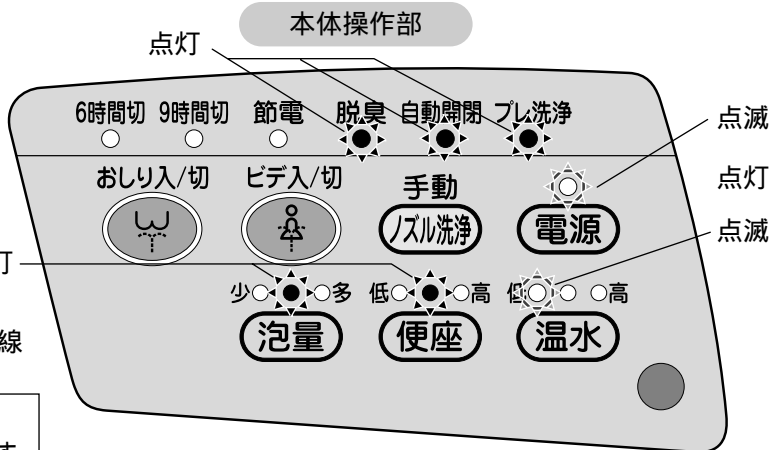 本体操作部
点灯
6時間切 9時間切 節電 脱臭 自動開閉 プレ洗浄
点滅
おしり入/切 ビデ入/切 手動
点灯
ノズル洗浄 電源
点滅
灯
少 多 低 高 低 高
泡量 便座 温水
線
す